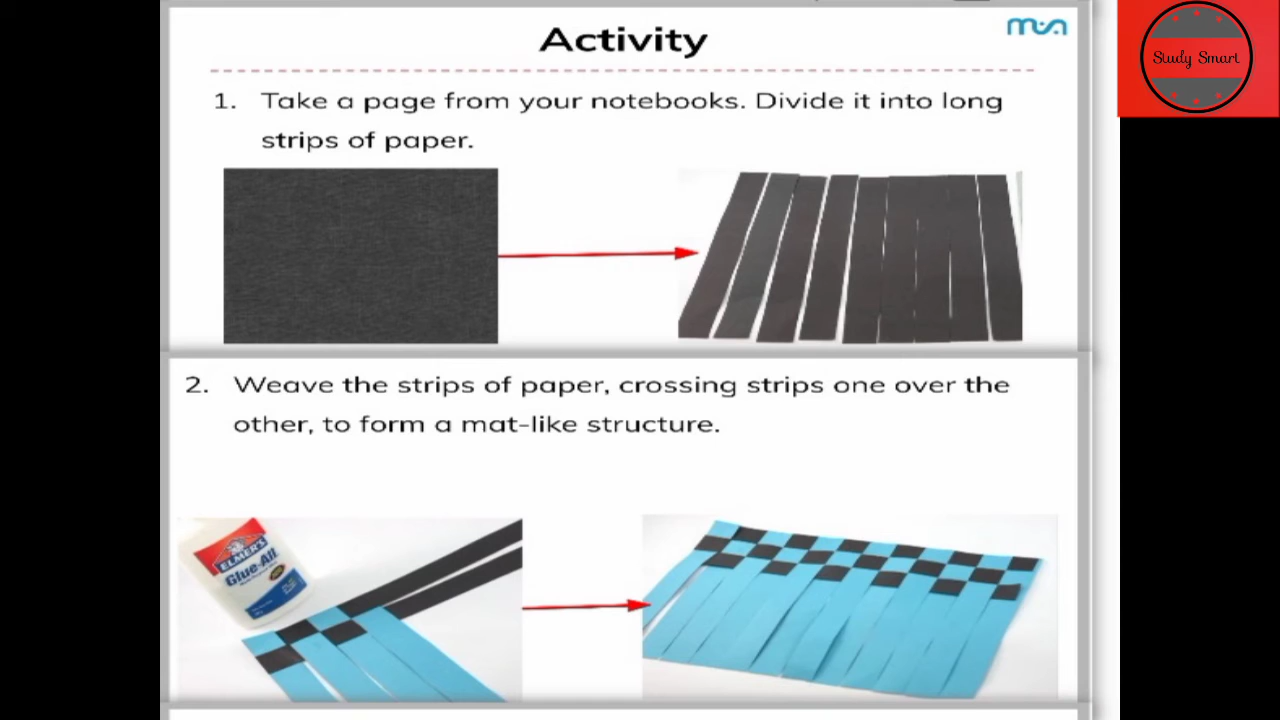 Activity
mun
Study Smart
1. Take a page from your notebooks. Divide it into long
strips of paper.
2. Weave the strips of paper, crossing strips one over the
other, to form a mat-like structure.
ELMER'S
Glue-All